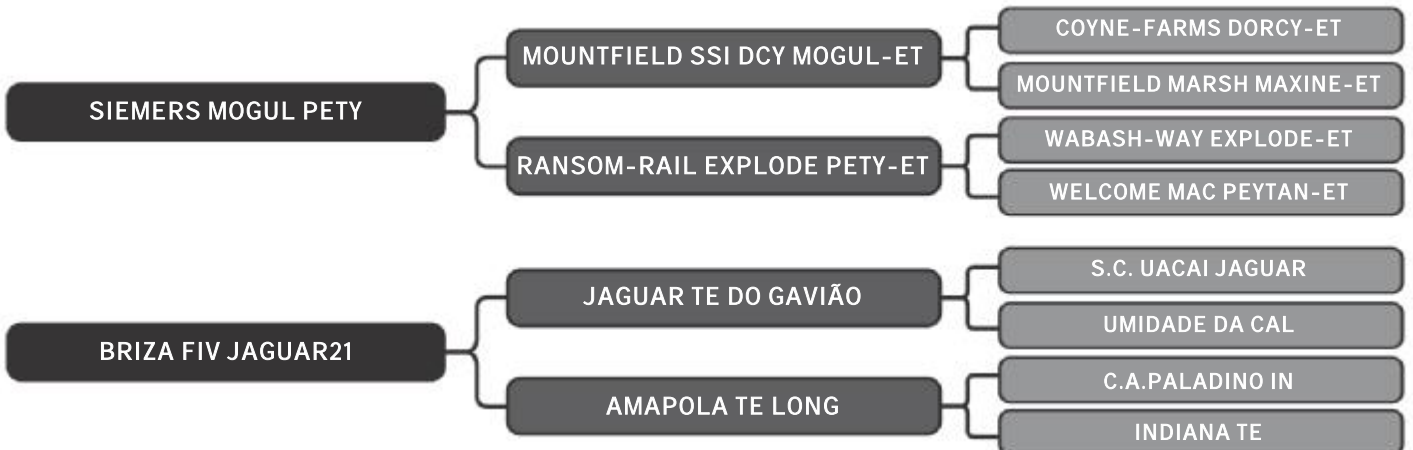 COYNE-FARMS DORCY-ET
MOUNTFIELD SSI DCY MOGUL-ET
MOUNTFIELD MARSH MAXINE-ET
SIEMERS MOGUL PETY
WABASH-WAY EXPLODE-ET
RANSOM-RAIL EXPLODE PETY-ET
WELCOME MAC PEYTAN-ET
S.C. UACAI JAGUAR
JAGUAR TE DO GAVIÃO
UMIDADE DA CAL
BRIZA FIV JAGUAR21
C.A.PALADINO IN
AMAPOLA TE LONG
INDIANA TE